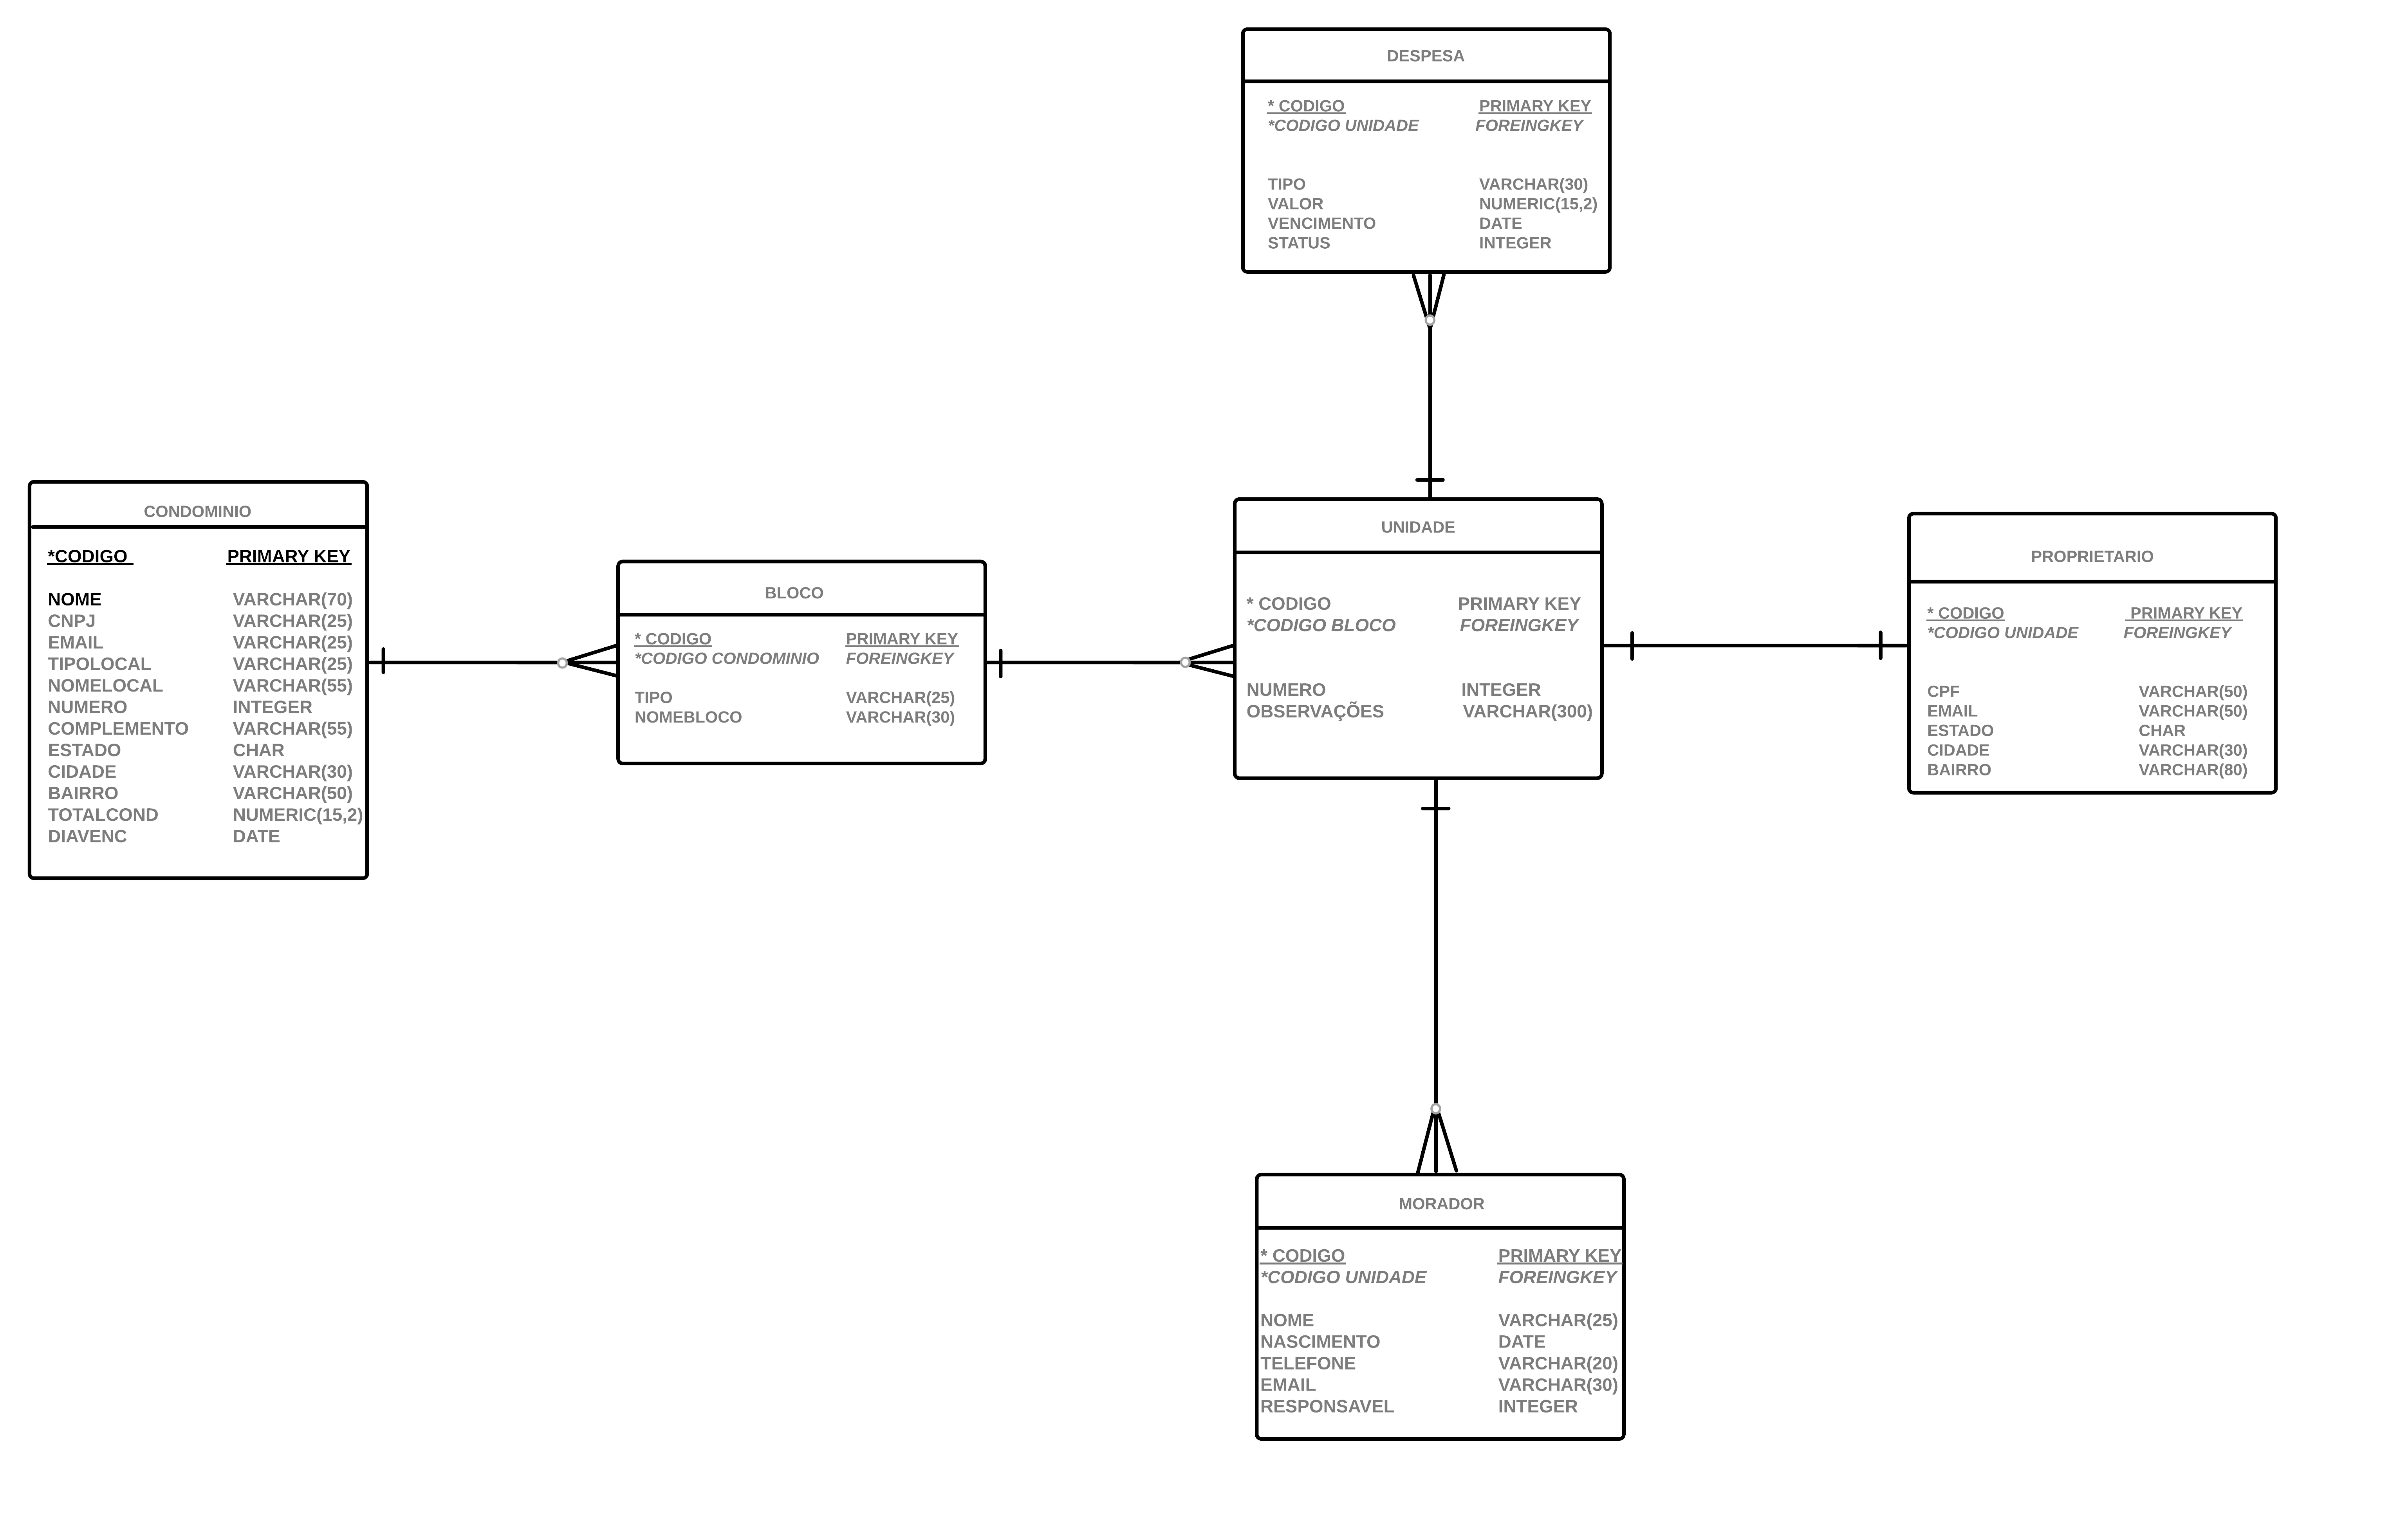 DESPESA
* CODIGO PRIMARY KEY
*CODIGO UNIDADE FOREINGKEY
TIPO VARCHAR(30)
VALOR NUMERIC(15,2)
VENCIMENTO DATE
STATUS INTEGER
CONDOMINIO
*CODIGO PRIMARY KEY
NOME VARCHAR(70)
CNPJ VARCHAR(25)
EMAIL VARCHAR(25)
TIPOLOCAL VARCHAR(25)
NOMELOCAL VARCHAR(55)
NUMERO INTEGER
COMPLEMENTO VARCHAR(55)
ESTADO CHAR
CIDADE VARCHAR(30)
BAIRRO VARCHAR(50)
TOTALCOND NUMERIC(15,2)
DIAVENC DATE
BLOCO
* CODIGO PRIMARY KEY
*CODIGO CONDOMINIO FOREINGKEY
TIPO VARCHAR(25)
NOMEBLOCO VARCHAR(30)
UNIDADE
* CODIGO PRIMARY KEY
*CODIGO BLOCO FOREINGKEY
NUMERO INTEGER
OBSERVAÇÕES VARCHAR(300)
PROPRIETARIO
* CODIGO PRIMARY KEY
*CODIGO UNIDADE FOREINGKEY
CPF VARCHAR(50)
EMAIL VARCHAR(50)
ESTADO CHAR
CIDADE VARCHAR(30)
BAIRRO VARCHAR(80)
MORADOR
* CODIGO PRIMARY KEY
*CODIGO UNIDADE FOREINGKEY
NOME VARCHAR(25)
NASCIMENTO DATE
TELEFONE VARCHAR(20)
EMAIL VARCHAR(30)
RESPONSAVEL INTEGER